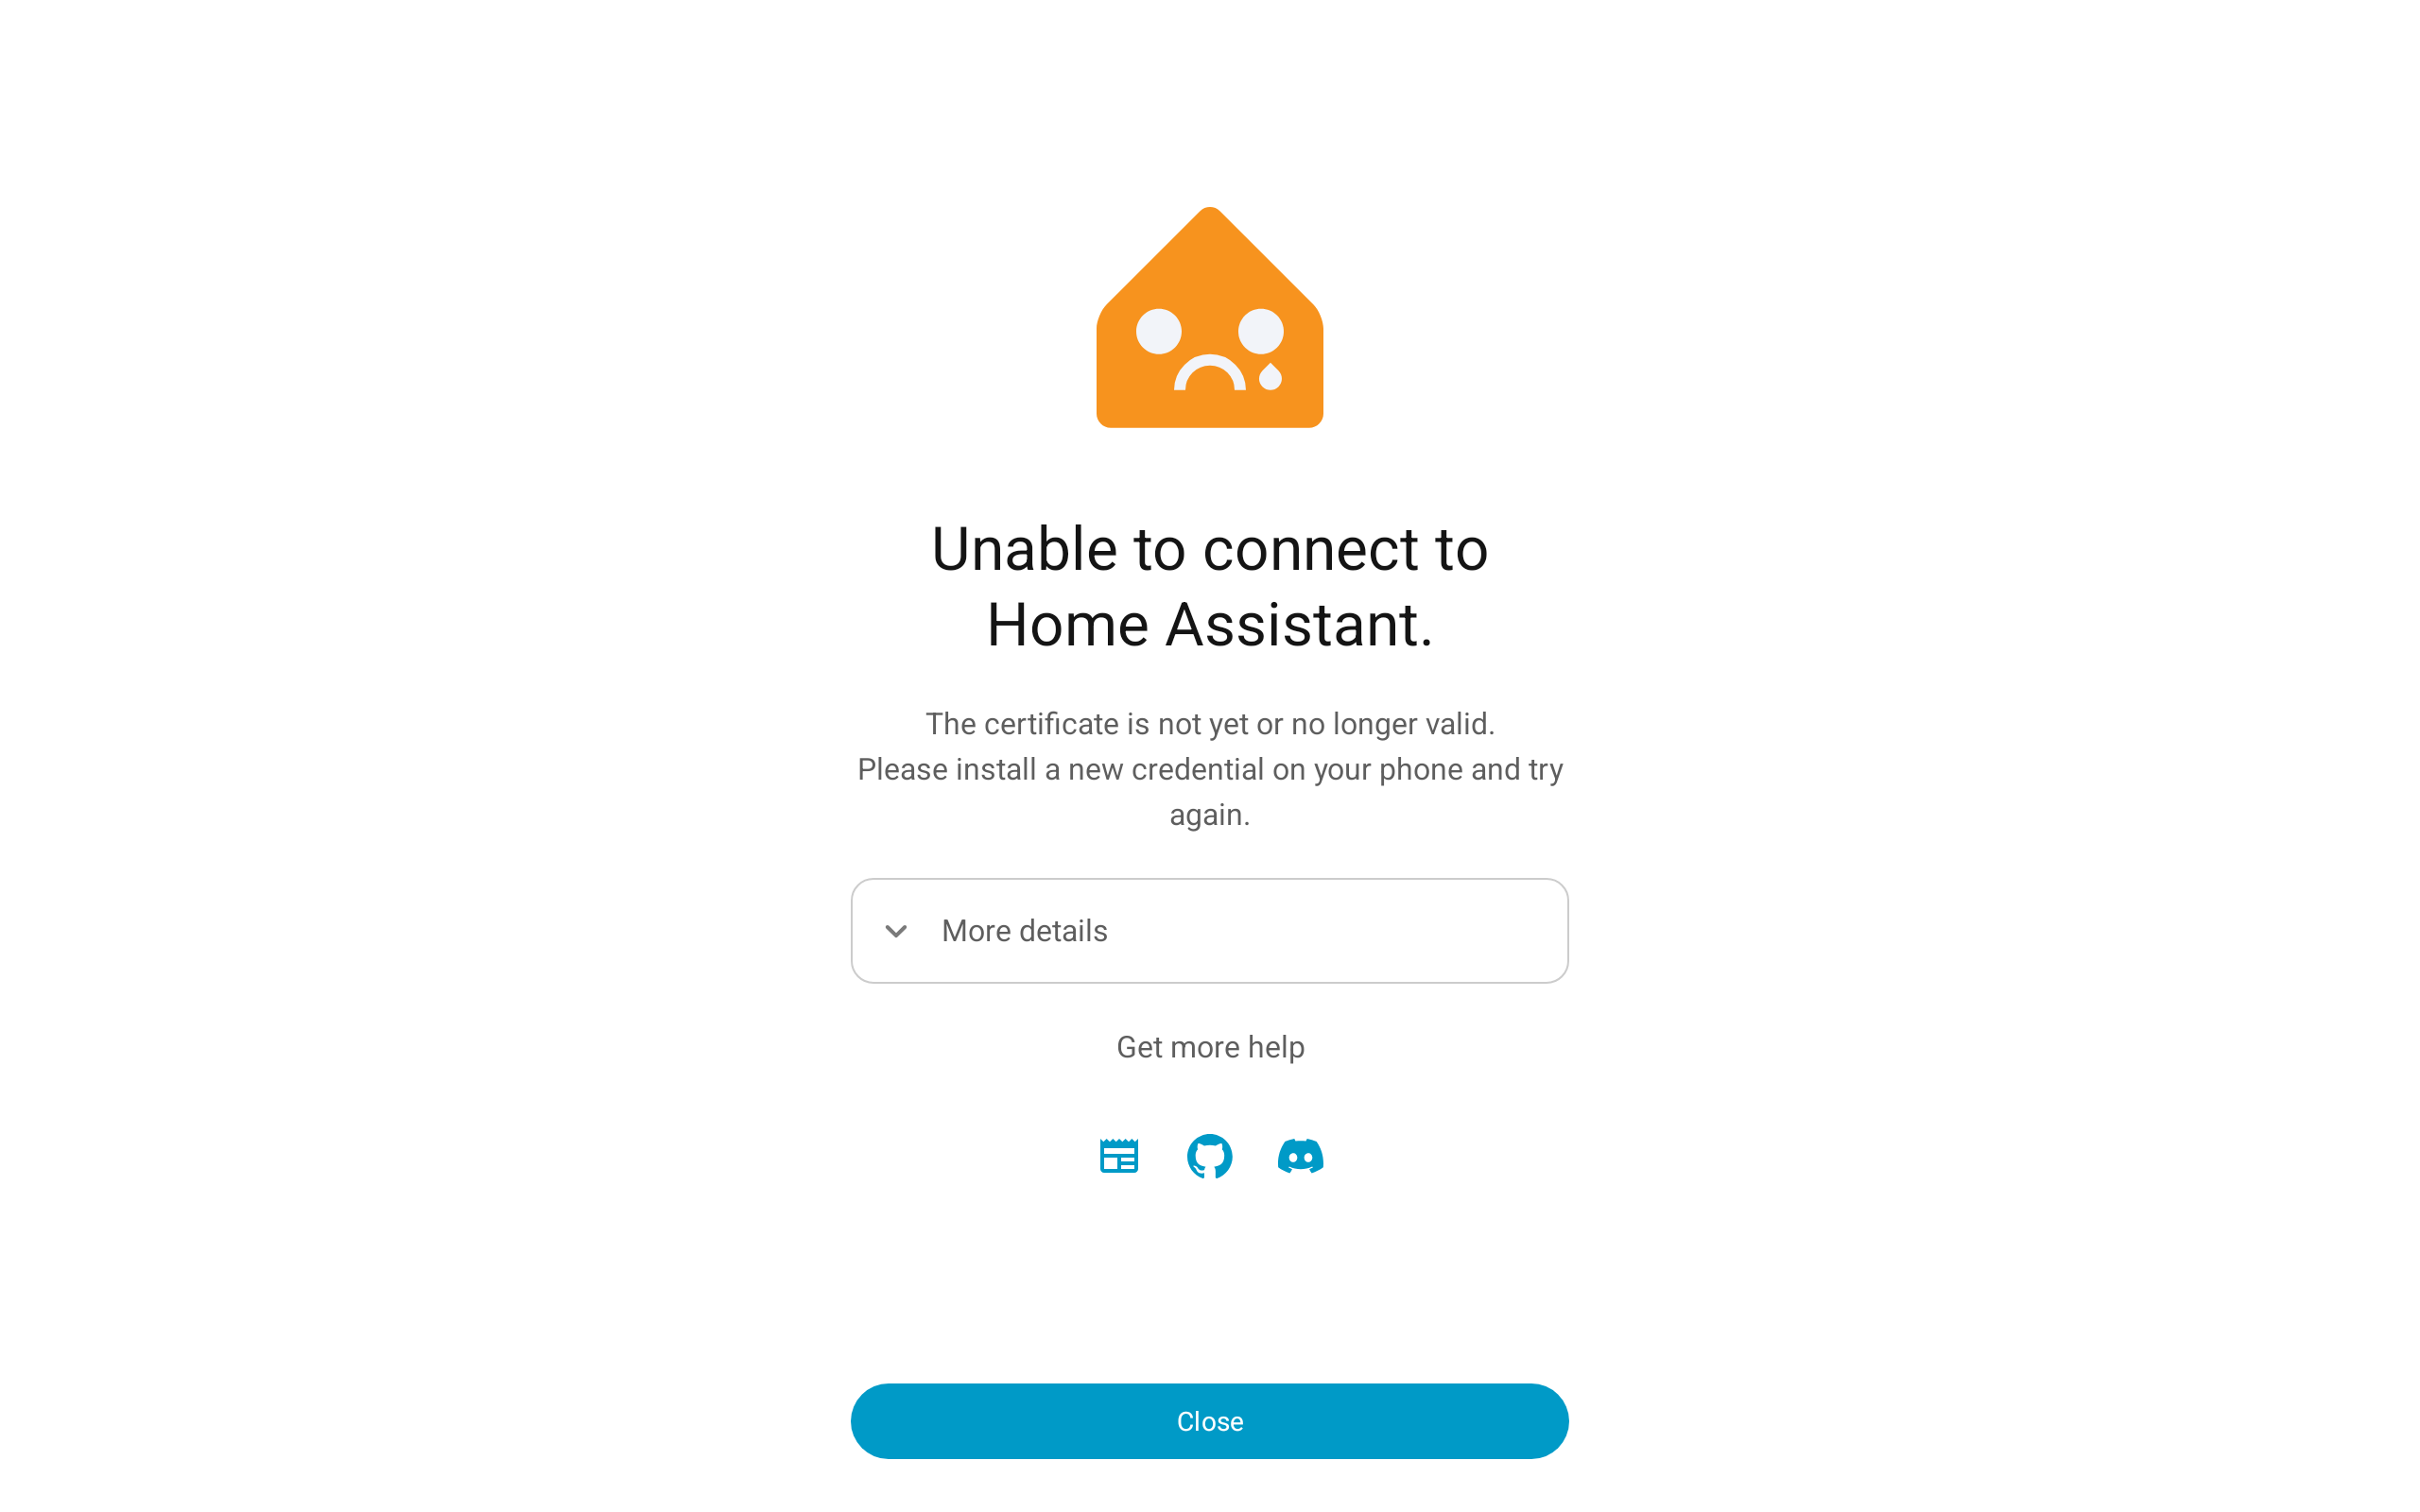 Unable to connect to
Home Assistant.
The certificate is not yet or no longer valid.
Please install a new credential on your phone and try
again.
More details
Get more help
Close